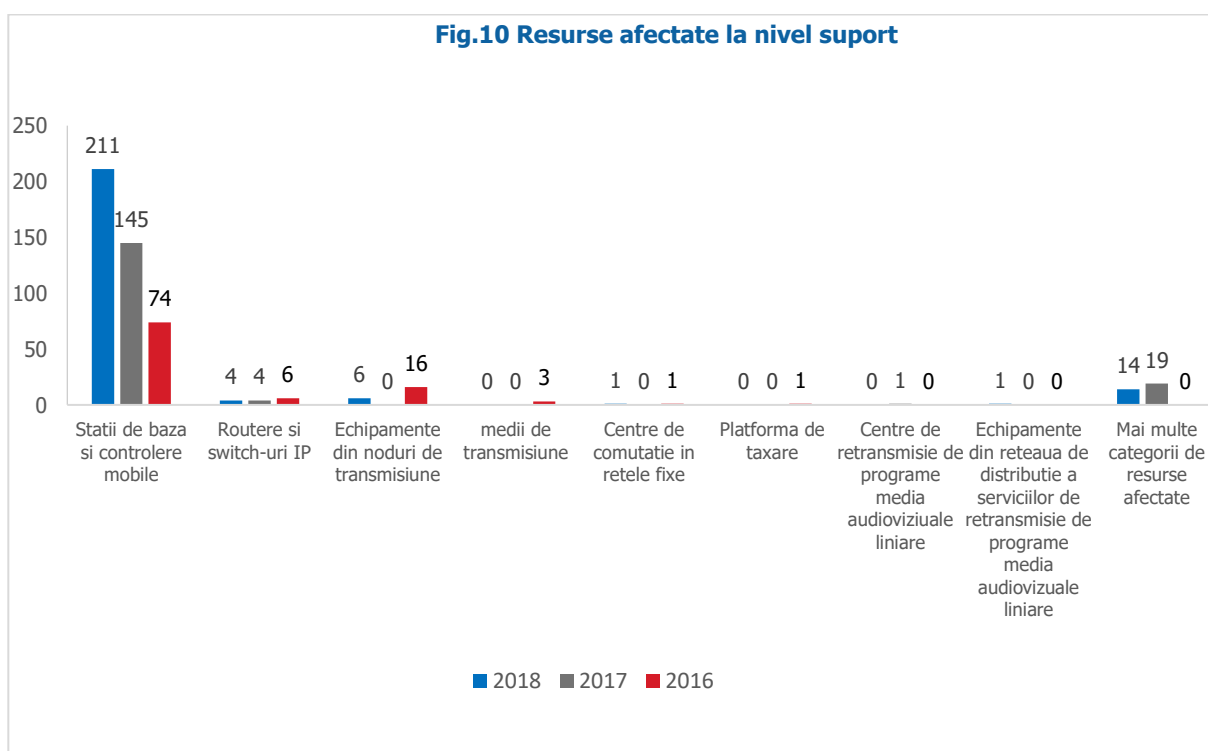 Fig.10 Resurse afectate la nivel suport
250
200
150
100
50
0
211
145
74
4 4 6
6 0 16
0 0 3
1 0 1
0 0 1
0 1 0
1 0 0
14 19 0
Statii de baza
si controlere
mobile
Routere si
switch-uri IP
Echipamente
din noduri de
transmisiune
medii de
transmisiune
Centre de
comutatie in
retele fixe
Platforma de
taxare
Centre de
retransmisie de
programe
media
audioviziuale
liniare
Echipamente
din reteaua de
distributie a
serviciilor de
retransmisie de
programe
media
audiovizuale
liniare
Mai multe
categorii de
resurse
afectate
2018 2017 2016